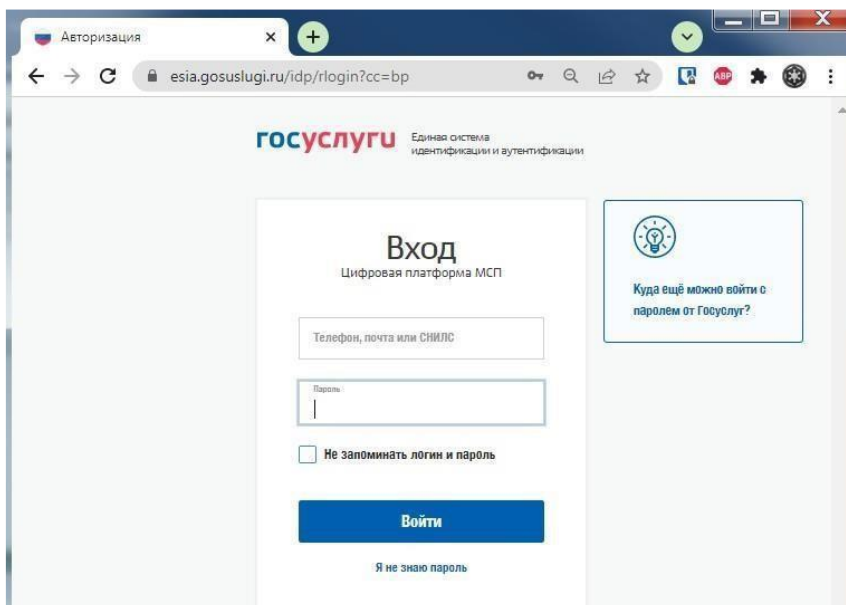 Авторизация
esia.gosuslugi.ru/idp/rlogin?cc=bp
ABP
госуслуги
Единая система
идентификации и аутентификации
Вход
Цифровая платформа МСП
Куда ещё можно войти с
паролем от Госуслуг?
Телефон, почта или СНИЛС
Пароль
Не запоминать логин и пароль
Войти
Я не знаю пароль